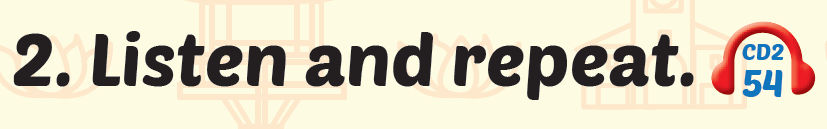 2. Listen and repeat.
CD2
54